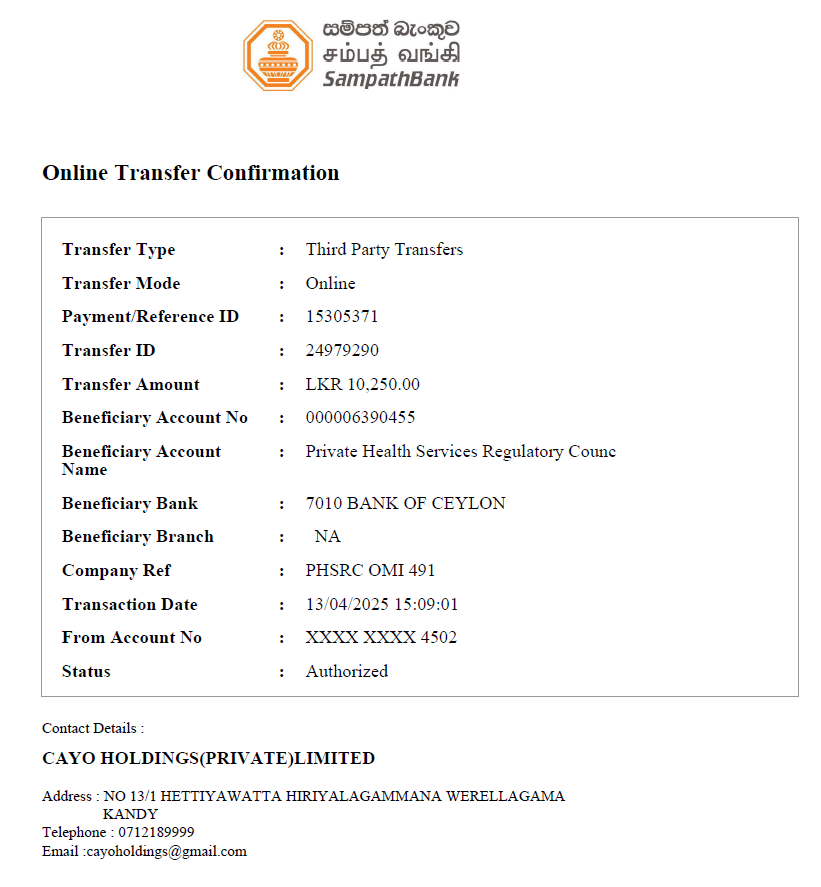 සම්පත් බැංකුව
சம்பத் வங்கி
SampathBank
Online Transfer Confirmation
Transfer Type : Third Party Transfers
Transfer Mode : Online
Payment/Reference ID : 15305371
Transfer ID : 24979290
Transfer Amount : LKR 10,250.00
Beneficiary Account No : 000006390455
Beneficiary Account : Private Health Services Regulatory Counc
Name
Beneficiary Bank : 7010 BANK OF CEYLON
Beneficiary Branch : NA
Company Ref : PHSRC OMI 491
Transaction Date : 13/04/2025 15:09:01
From Account No : XXXX XXXX 4502
Status : Authorized
Contact Details :
CAYO HOLDINGS(PRIVATE)LIMITED
Address : NO 13/1 HETTIYAWATTA HIRIYALAGAMMANA WERELLAGAMA
KANDY
Telephone : 0712189999
Email :cayoholdings@gmail.com